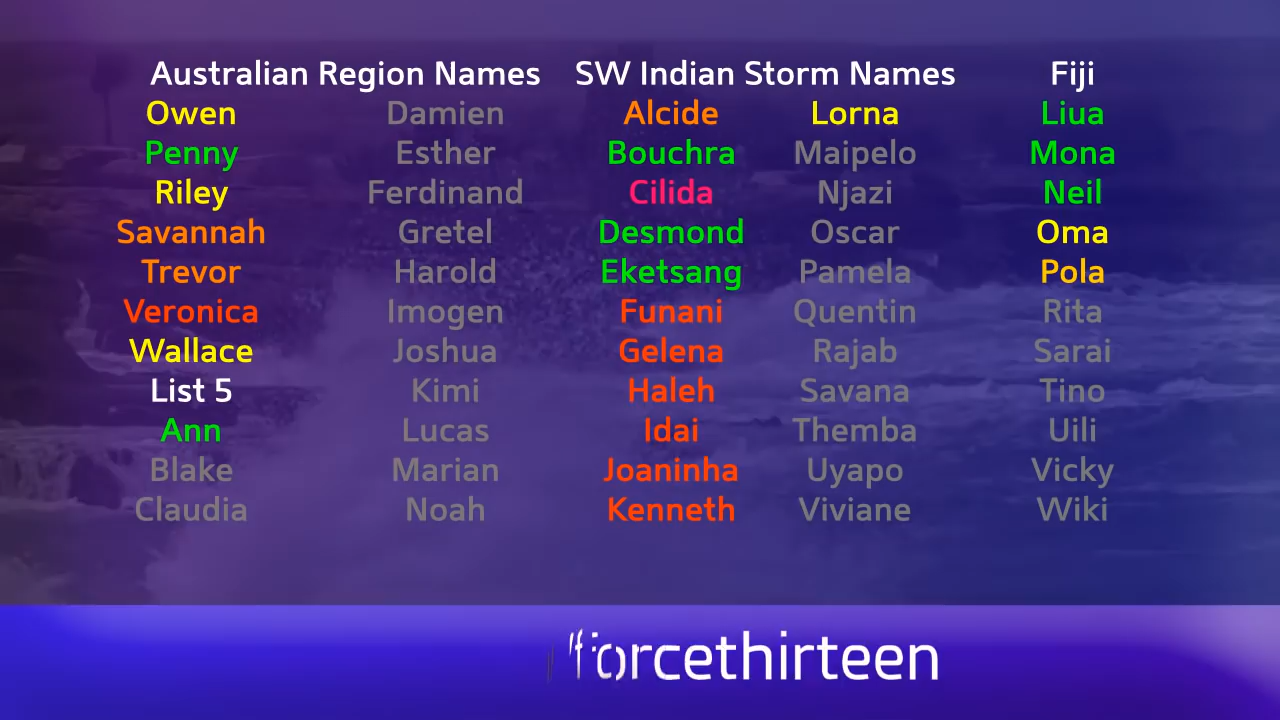 Australian Region Names SW Indian Storm Names Fiji
Owen Damien Alcide Lorna Liua
Penny Esther Bouchra Maipelo Mona
Riley Ferdinand Cilida Njazi Neil
Savannah Gretel Desmond Oscar Oma
Trevor Harold Eketsang Pamela Pola
Veronica Imogen Funani Quentin Rita
Wallace Joshua Gelena Rajab Sarai
List 5 Kimi Haleh Savana Tino
Ann Lucas Idai Themba Uili
Blake Marian Joaninha Uyapo Vicky
Claudia Noah Kenneth Viviane Wiki
forcethirteen